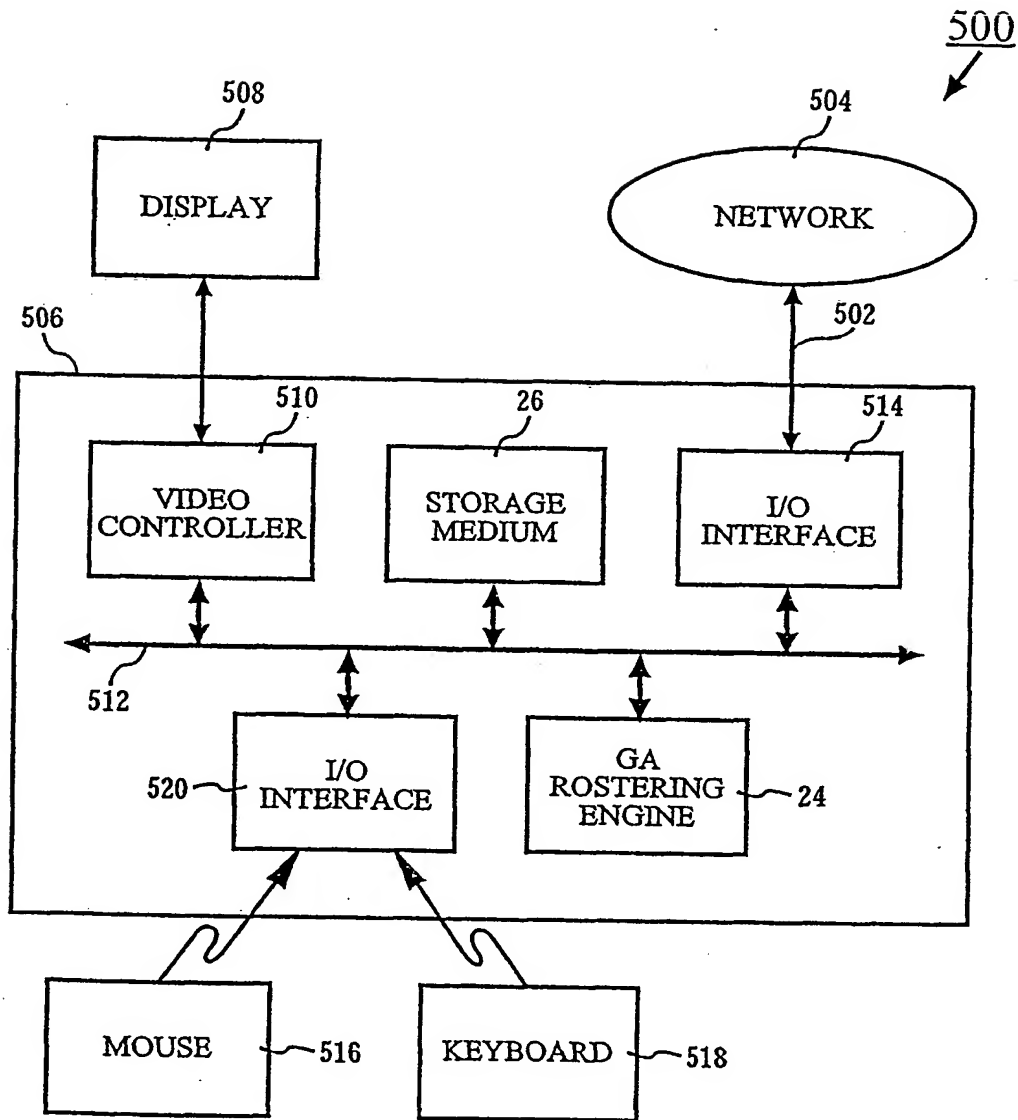 500
508
504
DISPLAY
NETWORK
506
502
510
26
514
VIDEO
CONTROLLER
STORAGE
MEDIUM
I/O
INTERFACE
512
520
I/O
INTERFACE
GA
ROSTERING
ENGINE
24
MOUSE
516
KEYBOARD
518